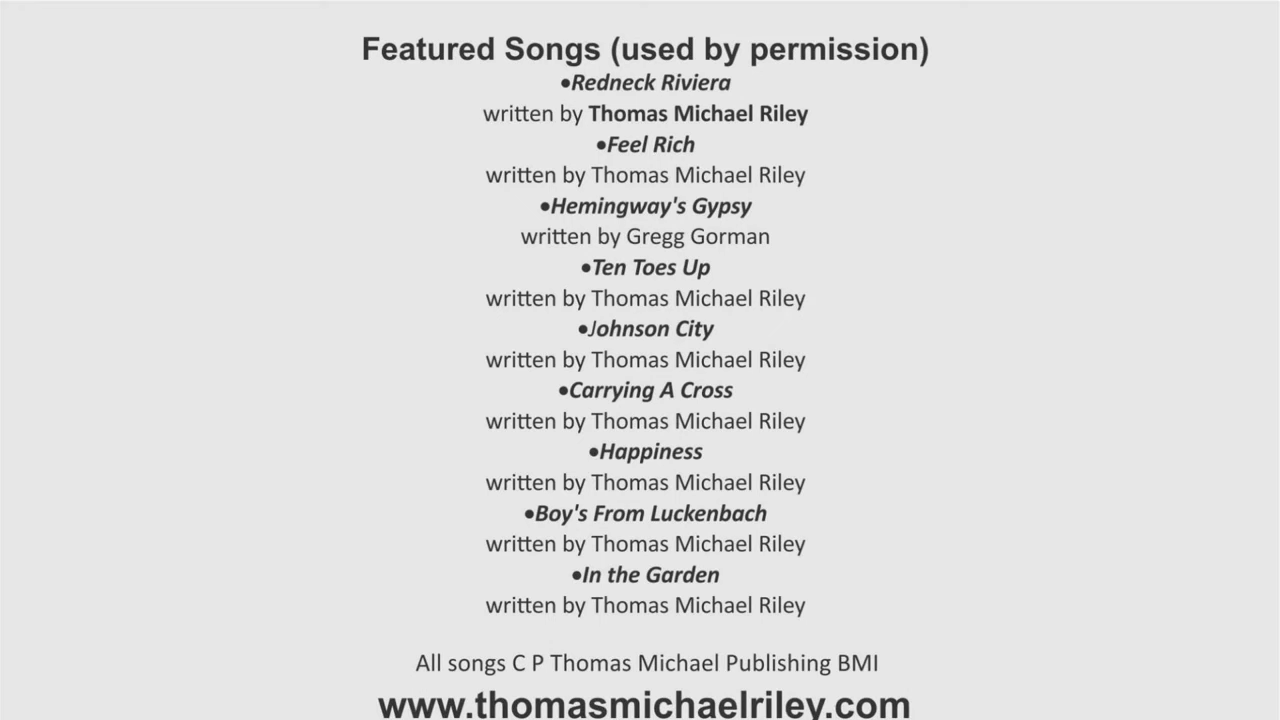 Featured Songs (used by permission)
•Redneck Riviera
written by Thomas Michael Riley
•Feel Rich
written by Thomas Michael Riley
•Hemingway's Gypsy
written by Gregg Gorman
•Ten Toes Up
written by Thomas Michael Riley
•Johnson City
written by Thomas Michael Riley
•Carrying A Cross
written by Thomas Michael Riley
•Happiness
written by Thomas Michael Riley
•Boy's From Luckenbach
written by Thomas Michael Riley
•In the Garden
written by Thomas Michael Riley
All songs C P Thomas Michael Publishing BMI
www.thomasmichaelriley.com